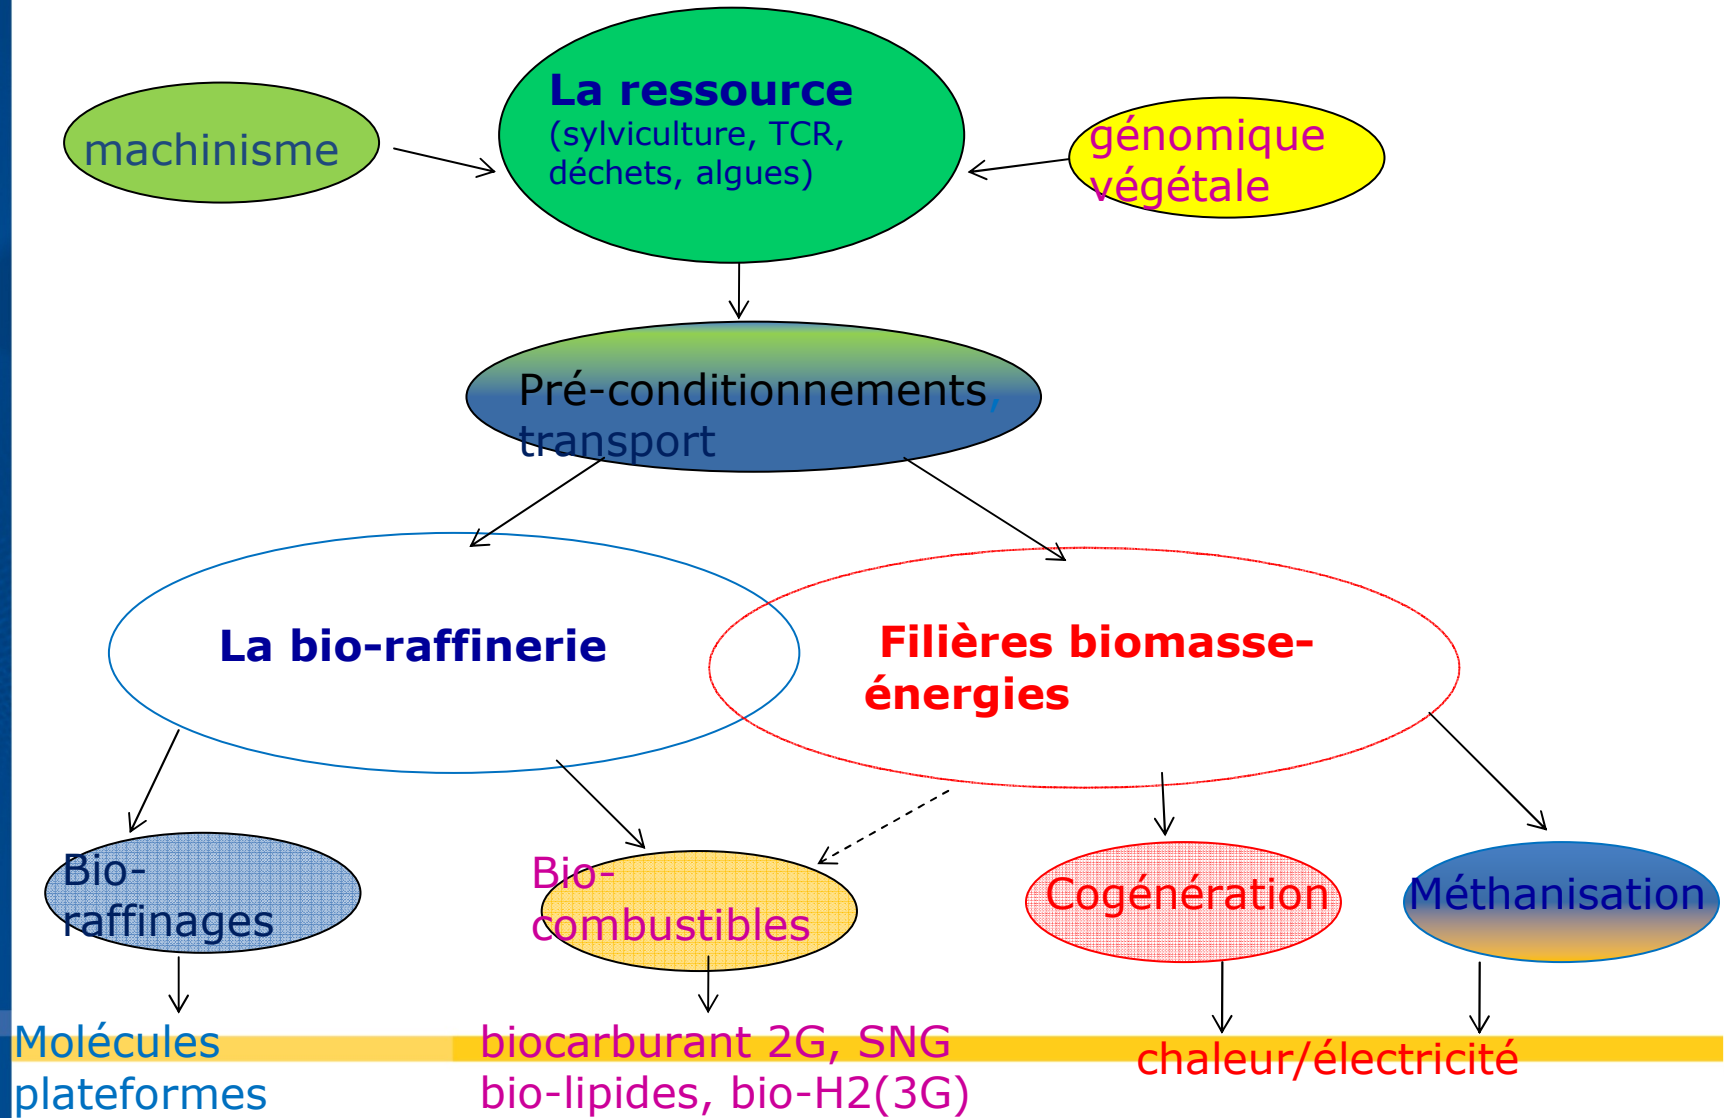 La ressource
(sylviculture, TCR,
déchets, algues)
machinisme
génomique
végétale
Pré-conditionnements,
transport
La bio-raffinerie
Filières biomasse-
énergies
Bio-
raffinages
Bio-
combustibles
Cogénération
Méthanisation
Molécules
plateformes
biocarburant 2G, SNG
bio-lipides, bio-H2(3G)
chaleur/électricité